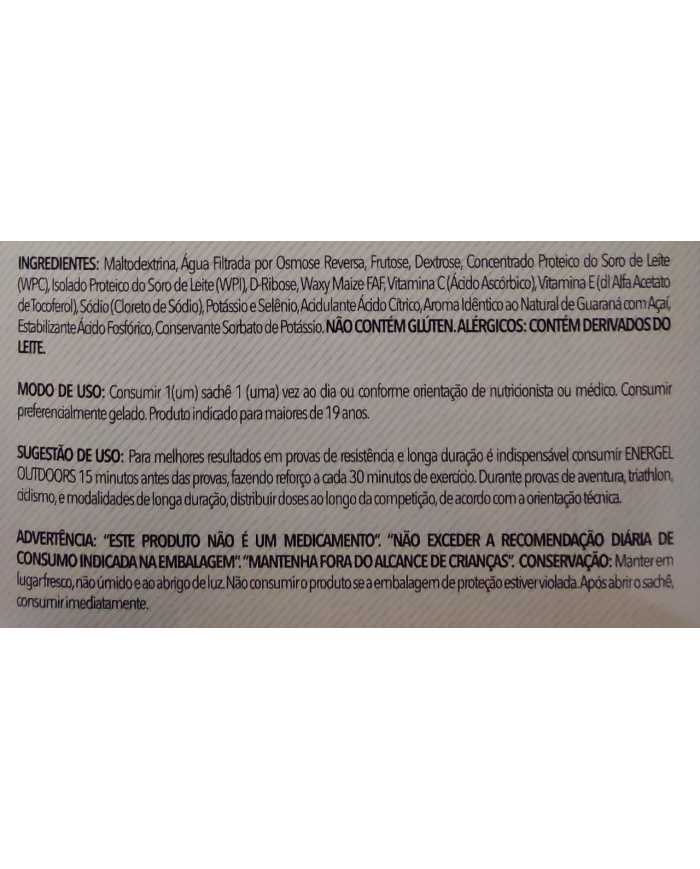 INGREDIENTES: Maltodextrina, Água Filtrada por Osmose Reversa, Frutose, Dextrose, Concentrado Proteico do Soro de Leite
(WPC), Isolado Proteico do Soro de Leite (WPI), D-Ribose, Waxy Maize FAF, Vitamina C (Ácido Ascórbico), Vitamina E (dl Alfa Acetato
de Tocoferol), Sódio (Cloreto de Sódio), Potássio e Selênio, Acidulante Ácido Cítrico, Aroma Idêntico ao Natural de Guaraná com Açaí,
Estabilizante Ácido Fosfórico, Conservante Sorbato de Potássio. NÃO CONTÉM GLÚTEN. ALÉRGICOS: CONTÉM DERIVADOS DO
LEITE.
MODO DE USO: Consumir 1(um) sachê 1 (uma) vez ao dia ou conforme orientação de nutricionista ou médico. Consumir
preferencialmente gelado. Produto indicado para maiores de 19 anos.
SUGESTÃO DE USO: Para melhores resultados em provas de resistência e longa duração é indispensável consumir ENERGEL
OUTDOORS 15 minutos antes das provas, fazendo reforço a cada 30 minutos de exercício. Durante provas de aventura, triathlon,
ciclismo, e modalidades de longa duração, distribuir doses ao longo da competição, de acordo com a orientação técnica.
ADVERTÊNCIA: "ESTE PRODUTO NÃO É UM MEDICAMENTO". "NÃO EXCEDER A RECOMENDAÇÃO DIÁRIA DE
CONSUMO INDICADA NA EMBALAGEM". "MANTENHA FORA DO ALCANCE DE CRIANÇAS". CONSERVAÇÃO: Manter em
lugar fresco, não úmido e ao abrigo de luz. Não consumir o produto se a embalagem de proteção estiver violada. Após abrir o sachê,
consumir imediatamente.